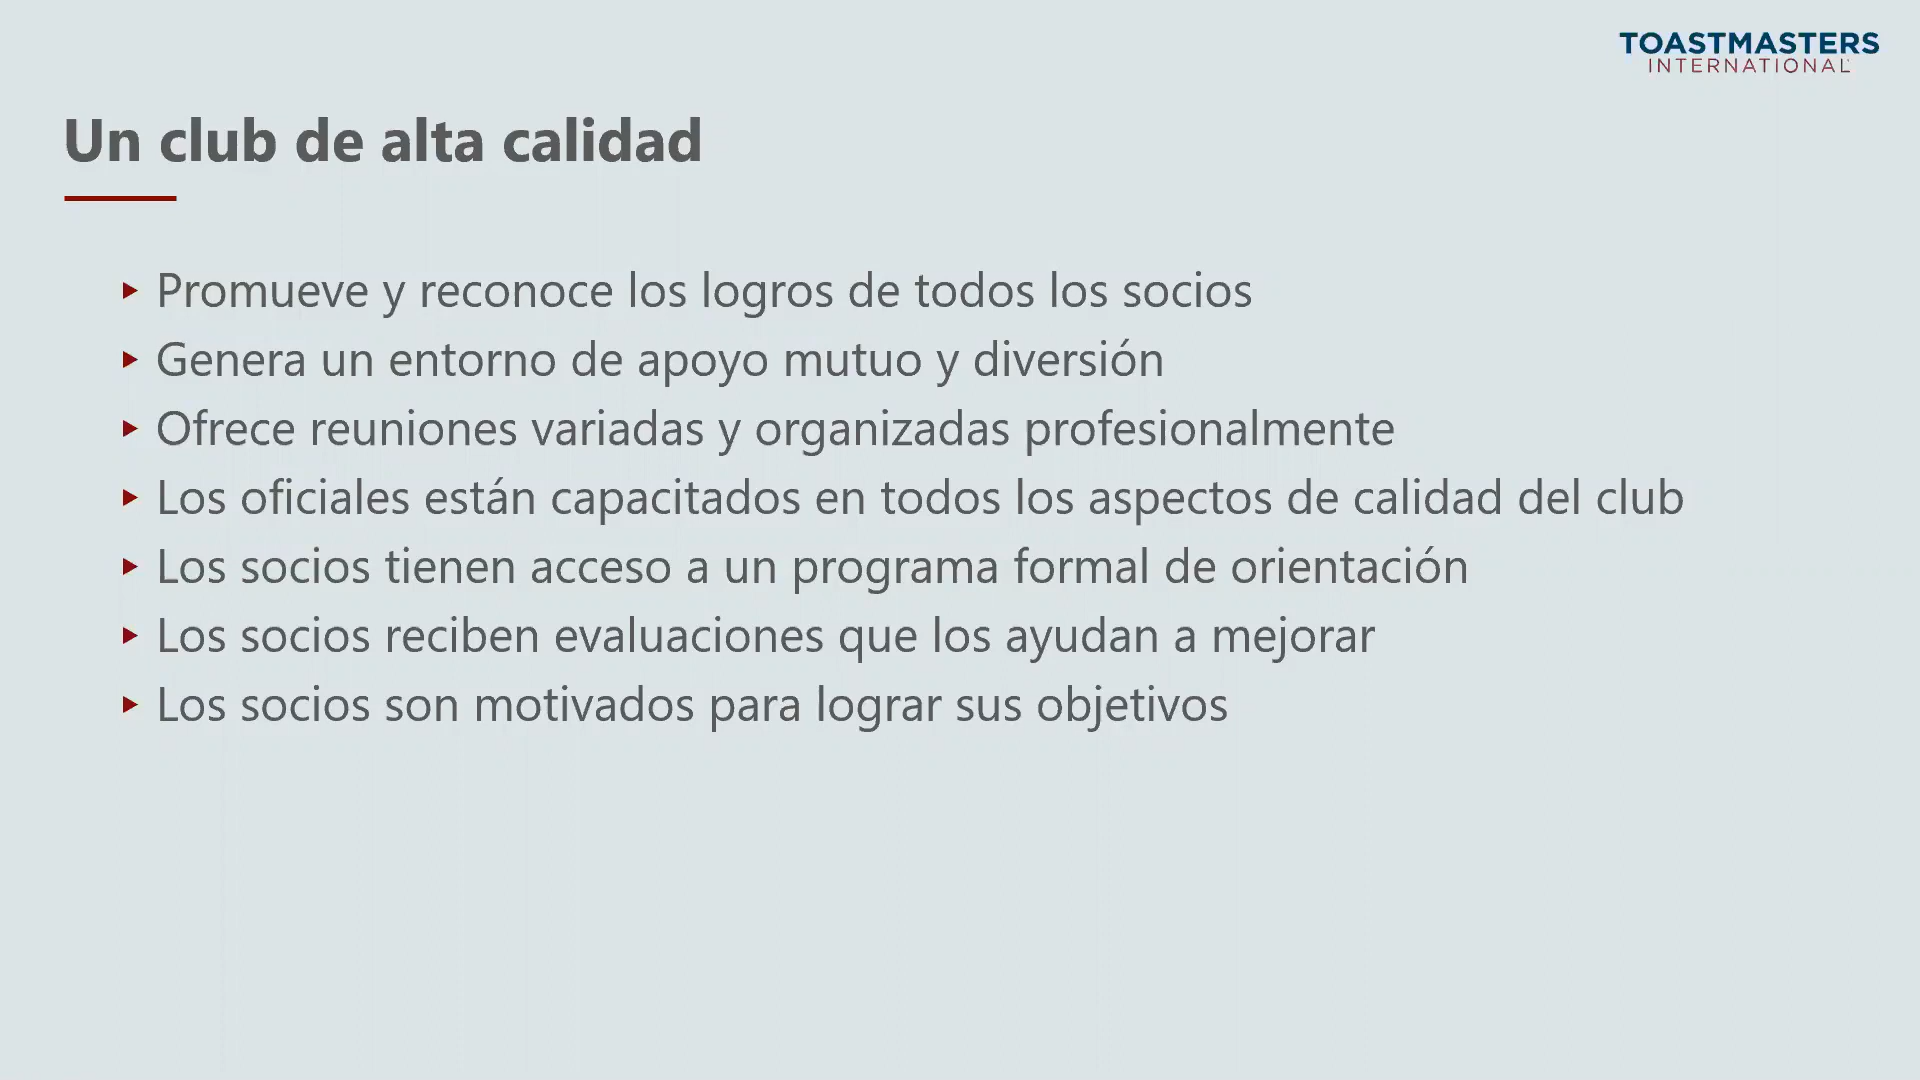 TOASTMASTERS
INTERNATIONAL
Un club de alta calidad
Promueve y reconoce los logros de todos los socios
Genera un entorno de apoyo mutuo y diversión
Ofrece reuniones variadas y organizadas profesionalmente
Los oficiales están capacitados en todos los aspectos de calidad del club
Los socios tienen acceso a un programa formal de orientación
Los socios reciben evaluaciones que los ayudan a mejorar
Los socios son motivados para lograr sus objetivos